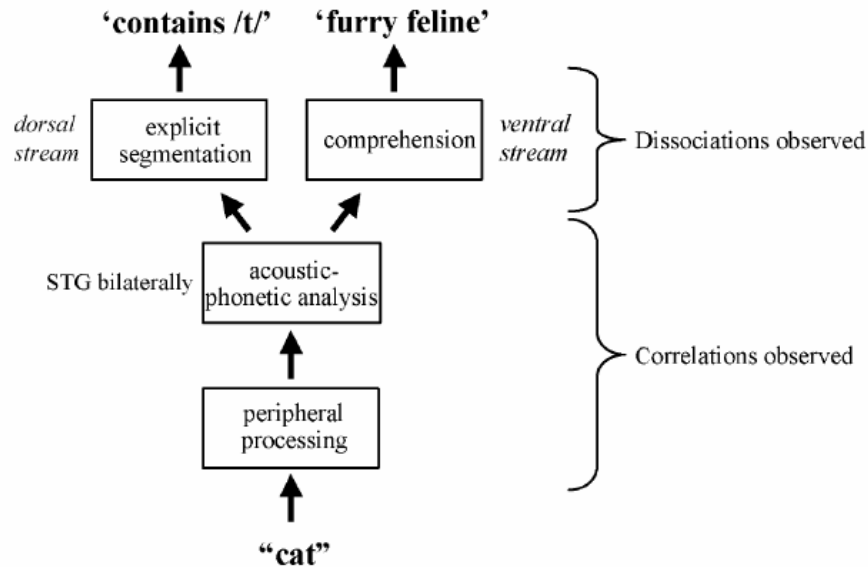 ‘contains /t/’
‘furry feline’
dorsal
stream
explicit
segmentation
comprehension
ventral
stream
Dissociations observed
STG bilaterally
acoustic-
phonetic analysis
Correlations observed
peripheral
processing
“cat”